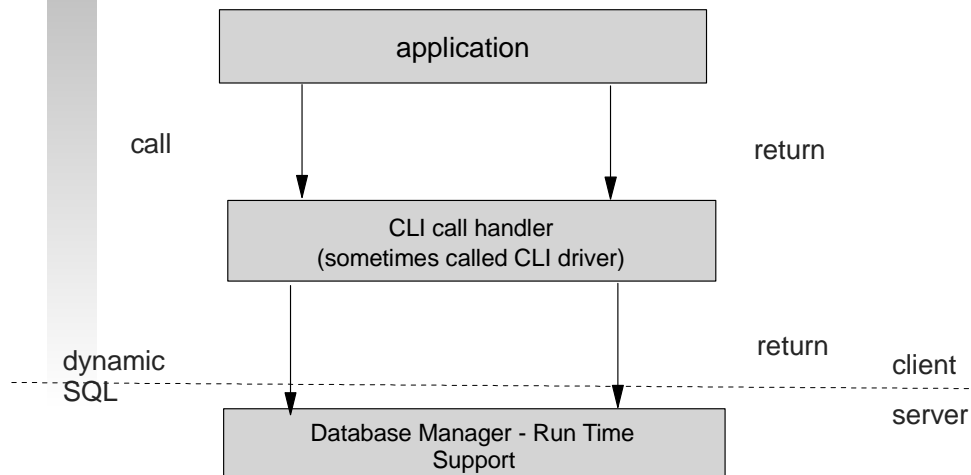 application
call
return
CLI call handler
(sometimes called CLI driver)
return
dynamic
SQL
client
server
Database Manager - Run Time
Support